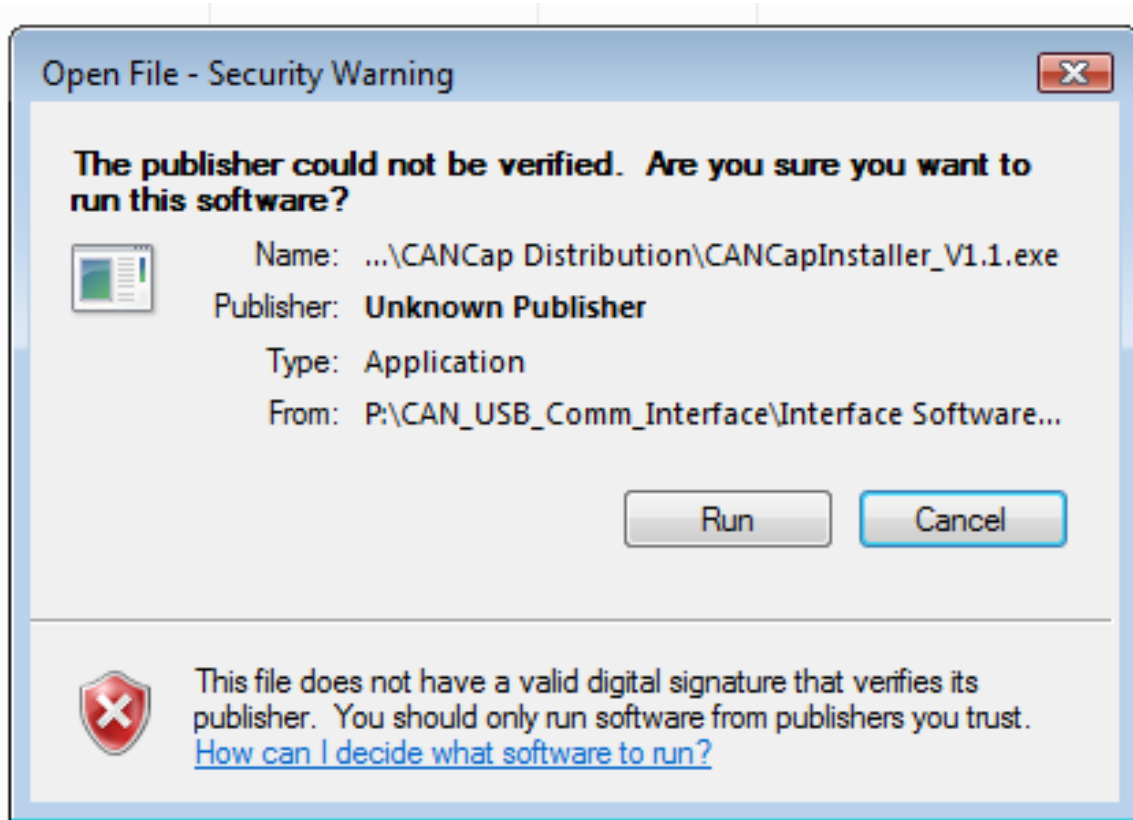 Open File - Security Warning
The publisher could not be verified.  Are you sure you want to
run this software?
Name: ...\CANCap Distribution\CANCapInstaller_V1.1.exe
Publisher: Unknown Publisher
Type: Application
From: P:\CAN_USB_Comm_Interface\Interface Software...
Run Cancel
This file does not have a valid digital signature that verifies its
publisher.  You should only run software from publishers you trust.
How can I decide what software to run?